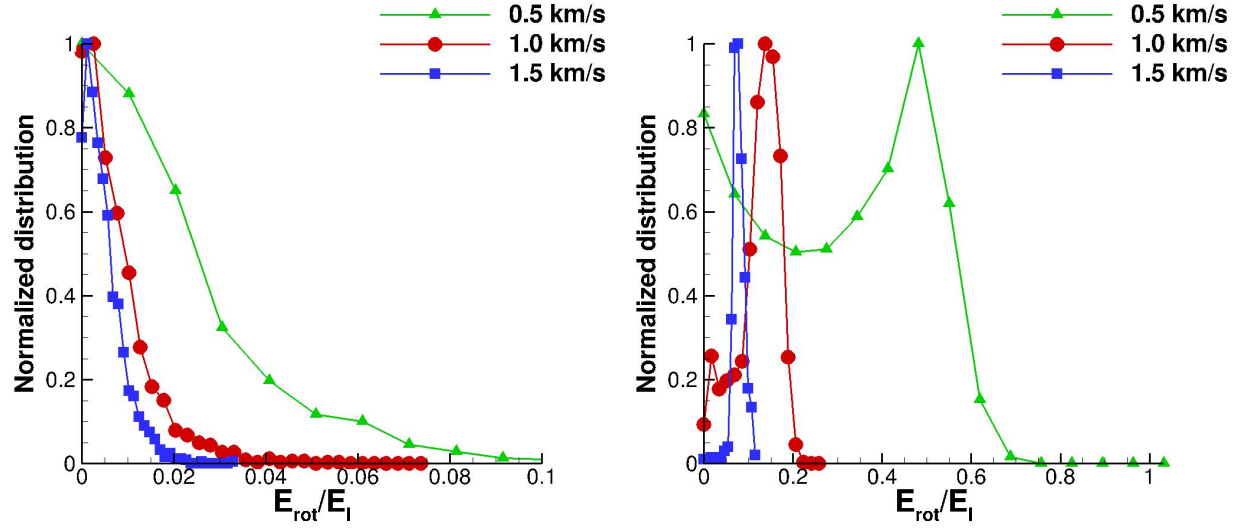 0.5 km/s
1.0 km/s
1.5 km/s
Normalized distribution
1
0.8
0.6
0.4
0.2
0
0 0.02 0.04 0.06 0.08 0.1
E_rot/E_I
0.5 km/s
1.0 km/s
1.5 km/s
Normalized distribution
1
0.8
0.6
0.4
0.2
0
0 0.2 0.4 0.6 0.8 1
E_rot/E_I